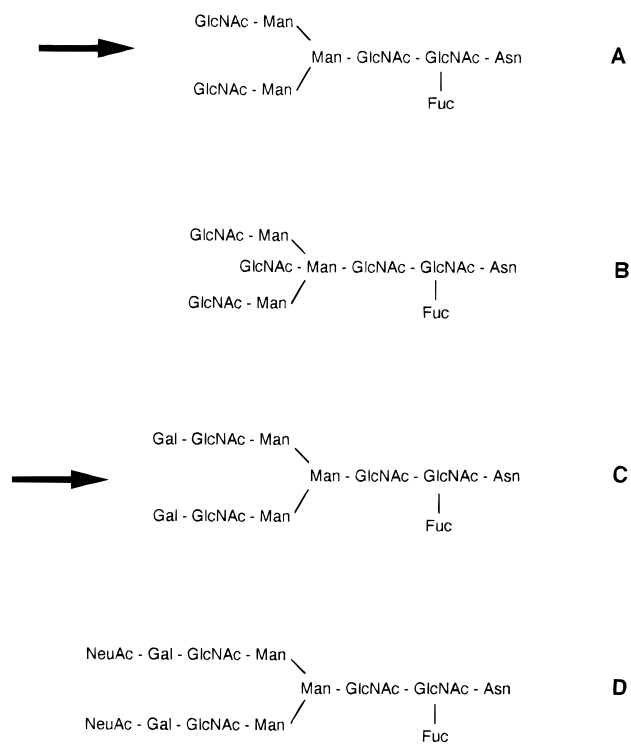 GlcNAc - Man
Man - GlcNAc - GlcNAc - Asn A
GlcNAc - Man
Fuc
GlcNAc - Man
GlcNAc - Man - GlcNAc - GlcNAc - Asn B
GlcNAc - Man
Fuc
Gal - GlcNAc - Man
Man - GlcNAc - GlcNAc - Asn C
Gal - GlcNAc - Man
Fuc
NeuAc - Gal - GlcNAc - Man
Man - GlcNAc - GlcNAc - Asn D
NeuAc - Gal - GlcNAc - Man
Fuc